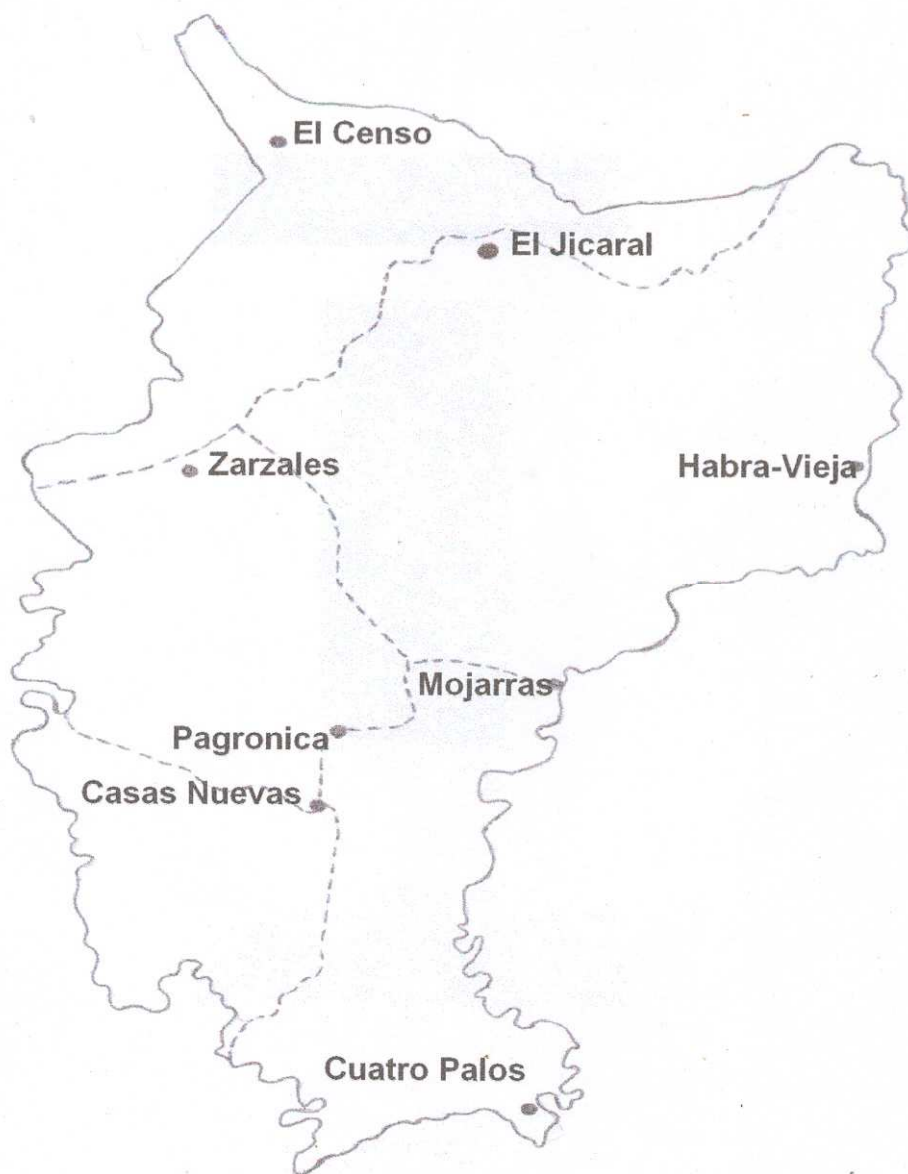 El Censo
El Jicaral
Zarzales
Habra-Vieja
Mojarras
Pagronica
Casas Nuevas
Cuatro Palos